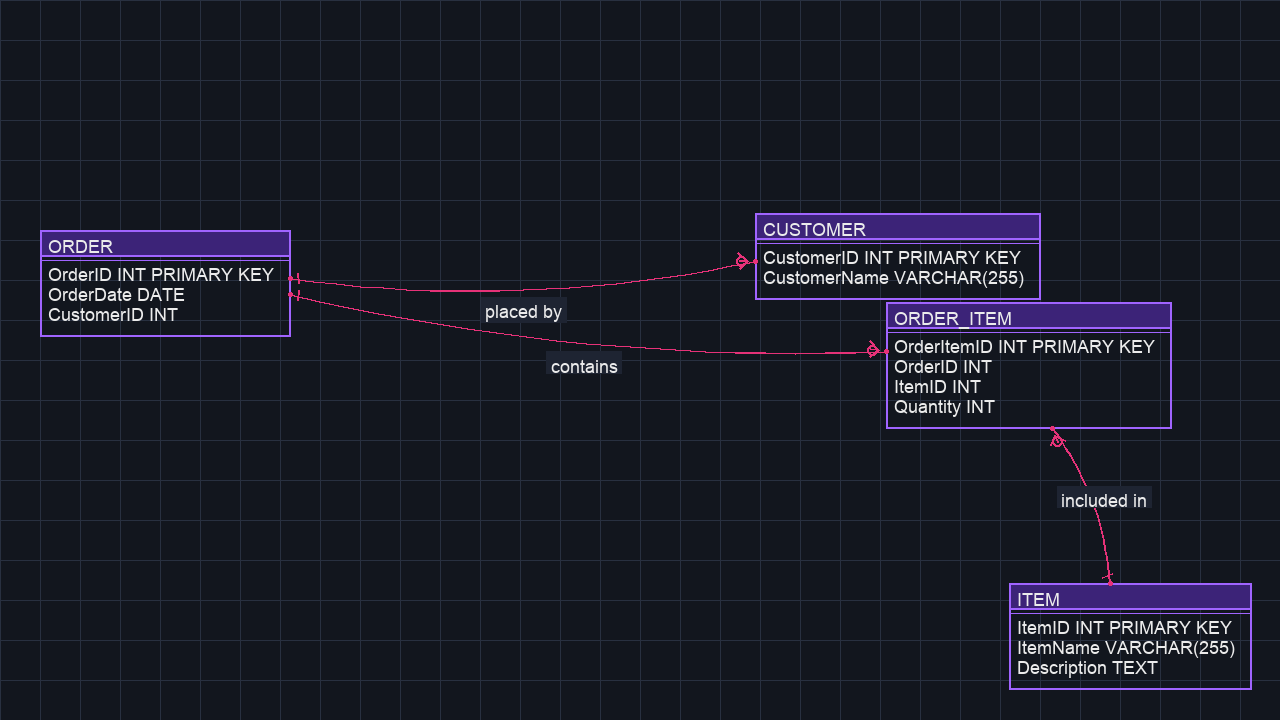 ORDER
OrderID INT PRIMARY KEY
OrderDate DATE
CustomerID INT
placed by
contains
CUSTOMER
CustomerID INT PRIMARY KEY
CustomerName VARCHAR(255)
ORDER_ITEM
OrderItemID INT PRIMARY KEY
OrderID INT
ItemID INT
Quantity INT
included in
ITEM
ItemID INT PRIMARY KEY
ItemName VARCHAR(255)
Description TEXT